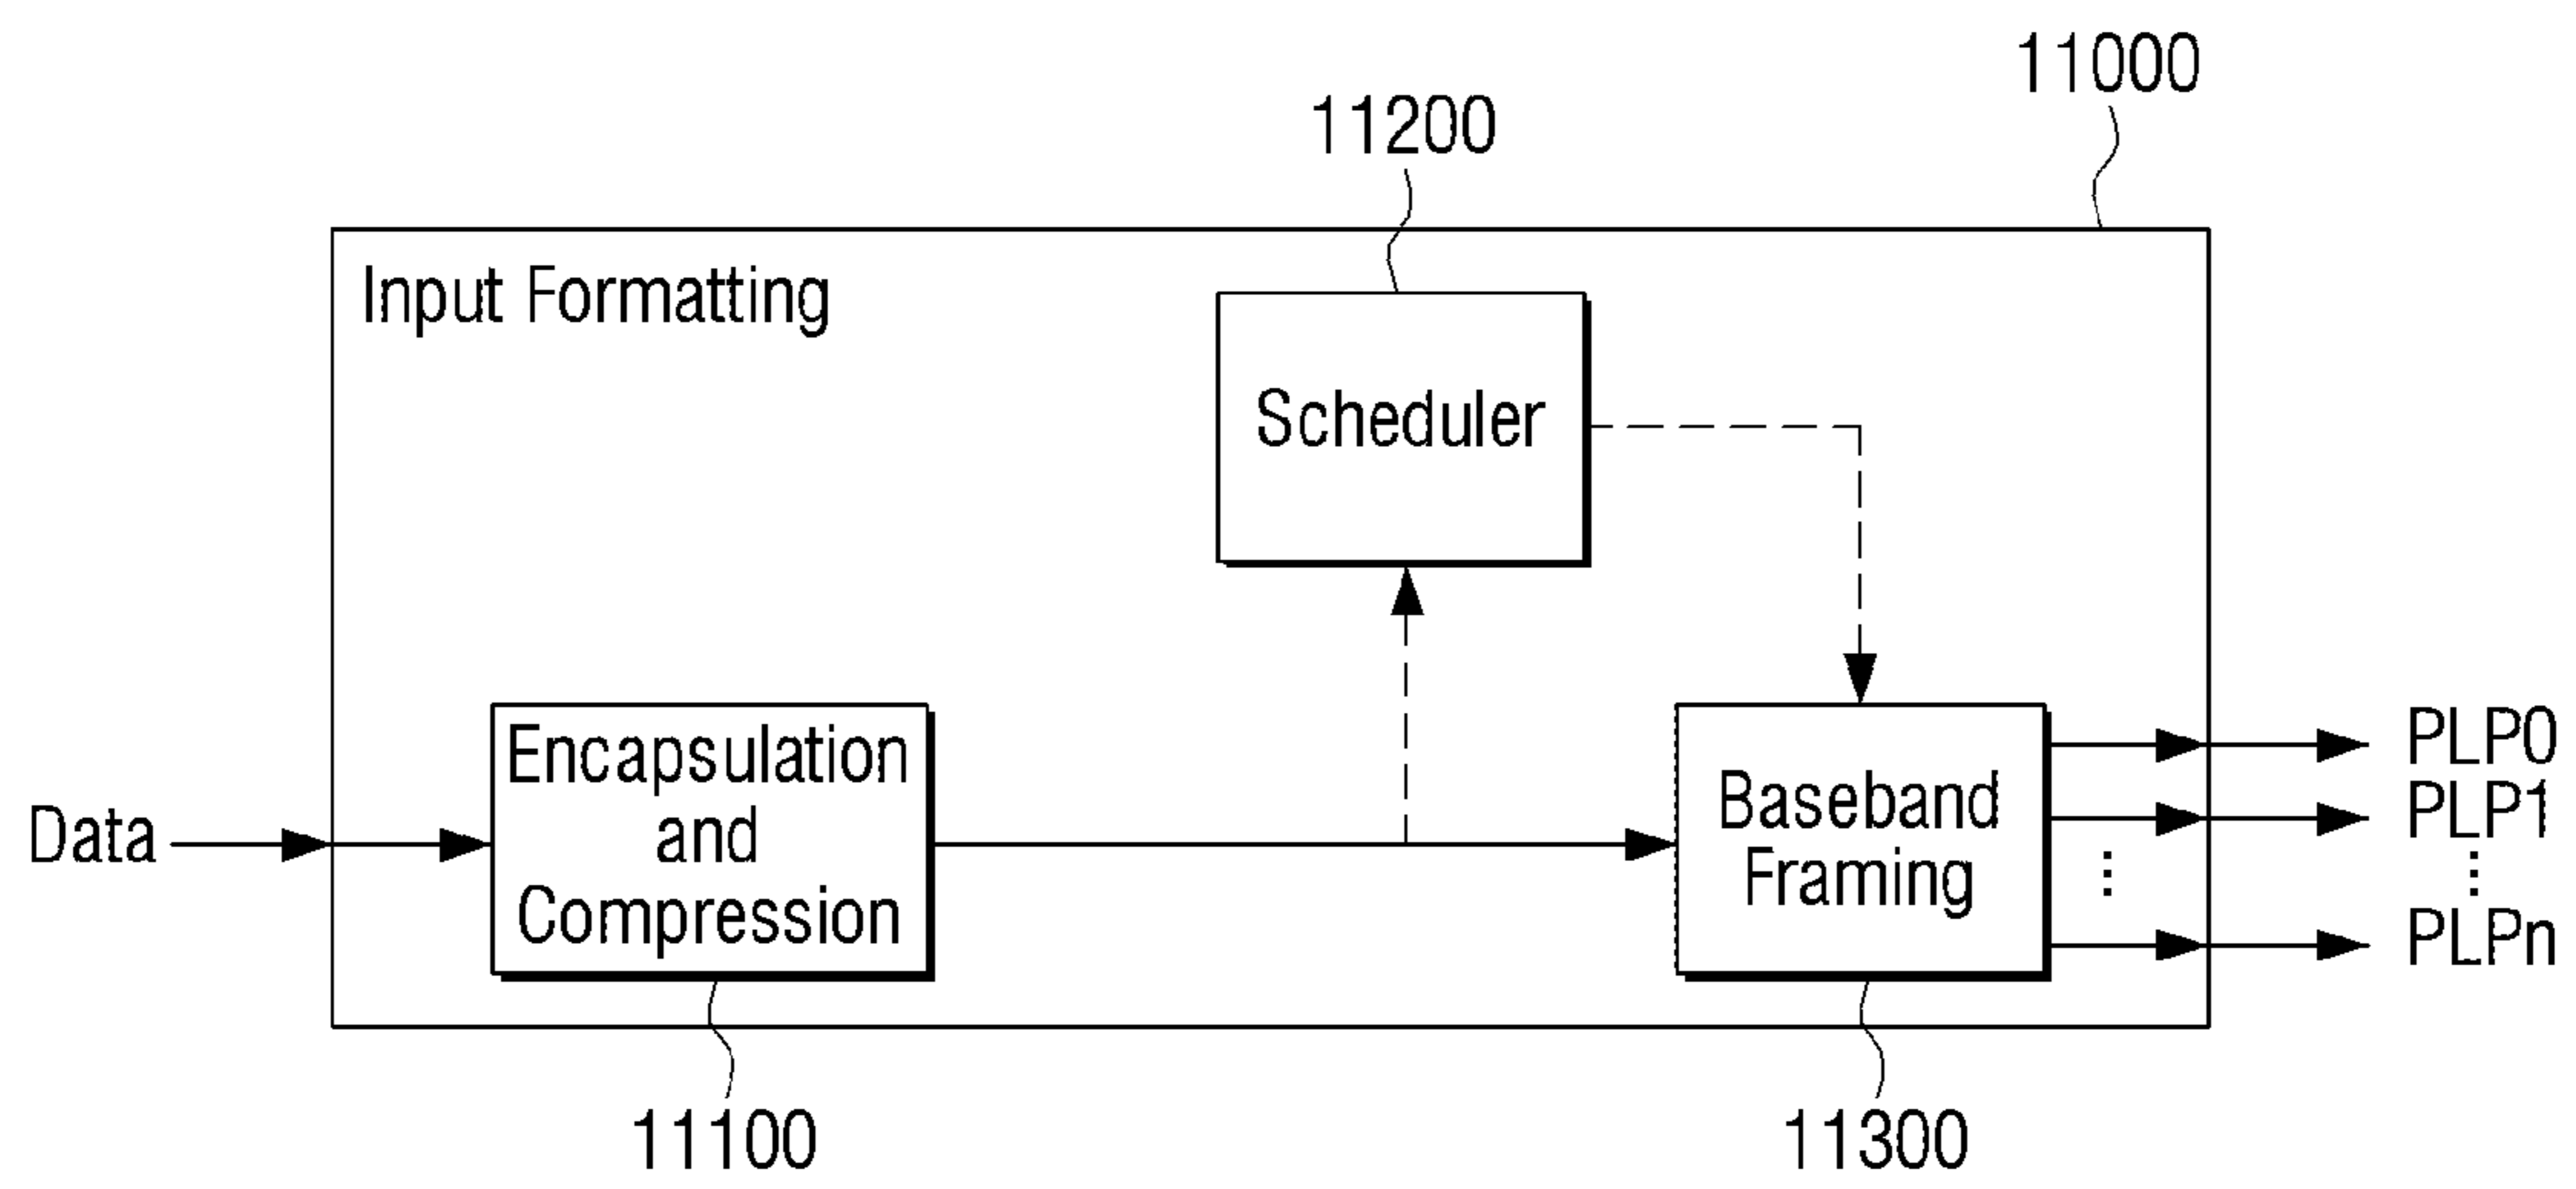 11000
11200
Input Formatting
Scheduler
Encapsulation
and
Compression
Data
Baseband
Framing
PLP0
PLP1
⋮
⋮
PLPn
11100
11300